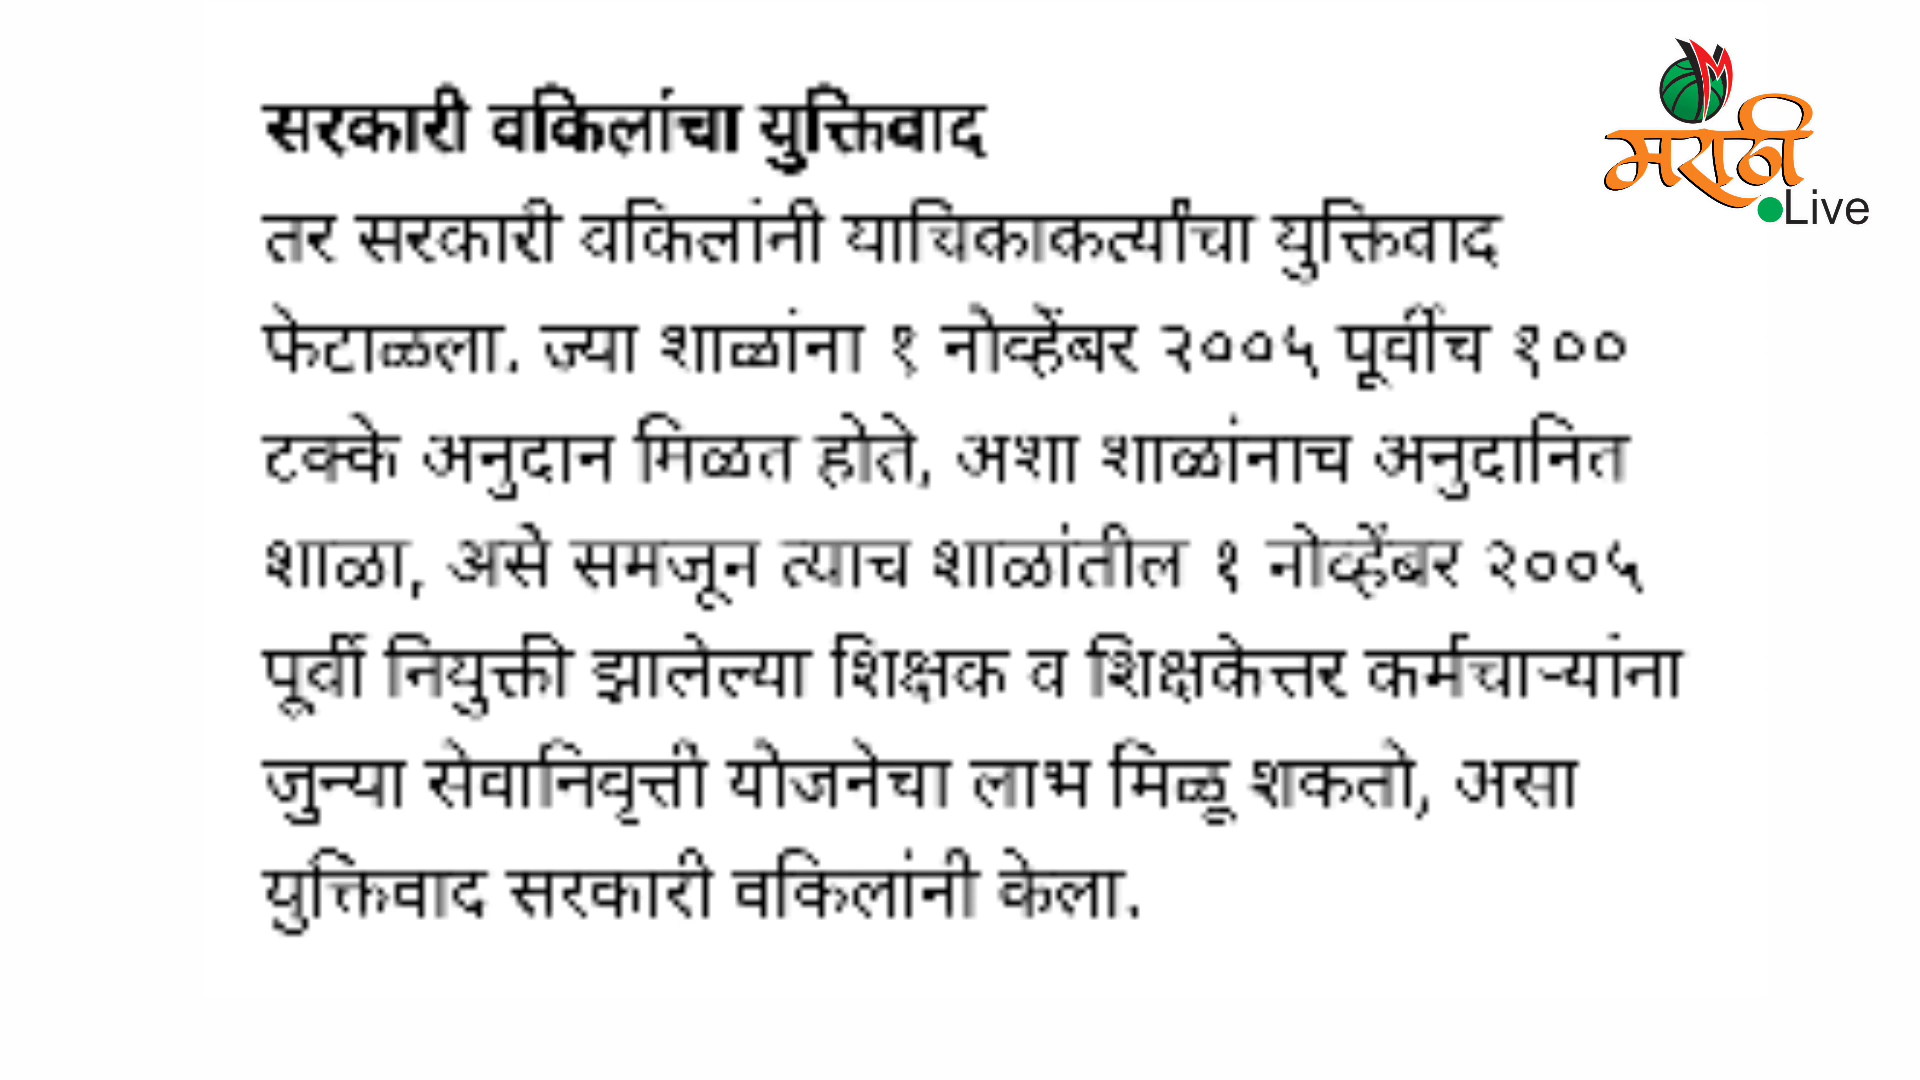 सरकारी वकिलांचा युक्तिवाद
तर सरकारी वकिलांनी याचिकाकर्त्यांचा युक्तिवाद
फेटाळला. ज्या शाळांना १ नोव्हेंबर २००५ पूर्वीच १००
टक्के अनुदान मिळत होते, अशा शाळांनाच अनुदानित
शाळा, असे समजून त्याच शाळांतील १ नोव्हेंबर २००५
पूर्वी नियुक्ती झालेल्या शिक्षक व शिक्षकेत्तर कर्मचाऱ्यांना
जुन्या सेवानिवृत्ती योजनेचा लाभ मिळू शकतो, असा
युक्तिवाद सरकारी वकिलांनी केला.
M
मराठी
Live